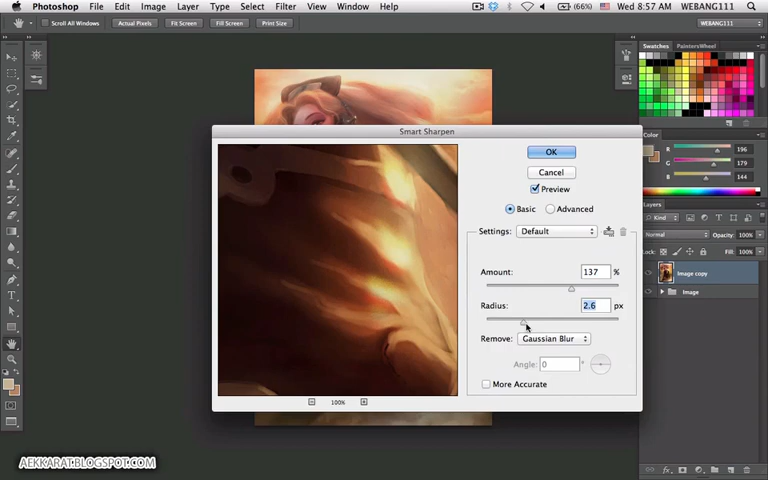 Photoshop File Edit Image Layer Type Select Filter View Window Help (66%) Wed 8:57 AM WEBANG111
Scroll All Windows Actual Pixels Fit Screen Fill Screen Print Size WEBANG111
Swatches PaintersWheel
Smart Sharpen
Color
R 196
G 179
B 144
OK
Cancel
Preview
Basic Advanced
Settings: Default
Amount: 137 %
Radius: 2.6 px
Remove: Gaussian Blur
Angle: 0 °
More Accurate
100%
Layers
Kind
Normal Opacity: 100%
Lock: Fill: 100%
Image copy
Image
AEKKARAT.BLOGSPOT.COM